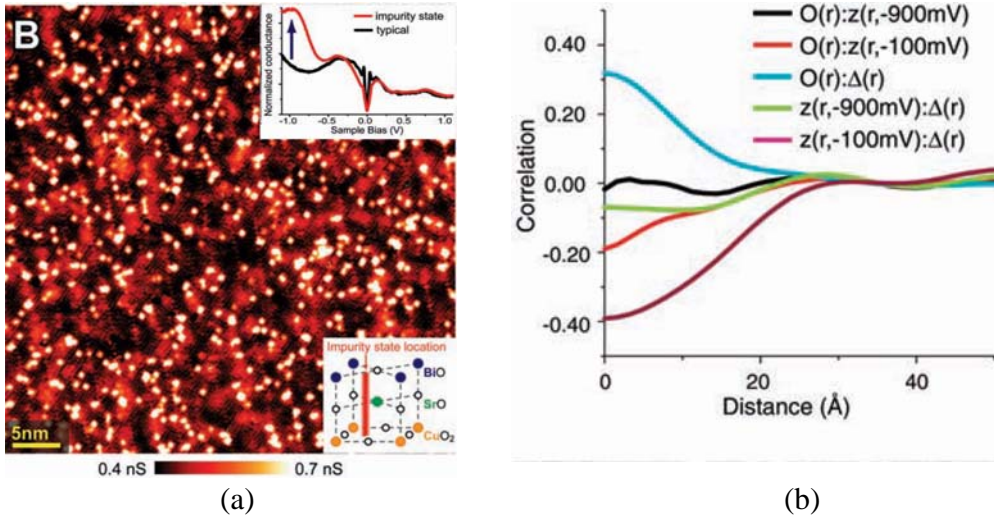 B
Normalized conductance
impurity state
typical
-1.0 -0.5 0.0 0.5 1.0
Sample Bias (V)
Impurity state location
BiO
SrO
CuO₂
5nm
0.4 nS 0.7 nS
(a)
O(r):z(r,-900mV)
O(r):z(r,-100mV)
O(r):Δ(r)
z(r,-900mV):Δ(r)
z(r,-100mV):Δ(r)
Correlation
0.40
0.20
0.00
-0.20
-0.40
0 20 40
Distance (Å)
(b)